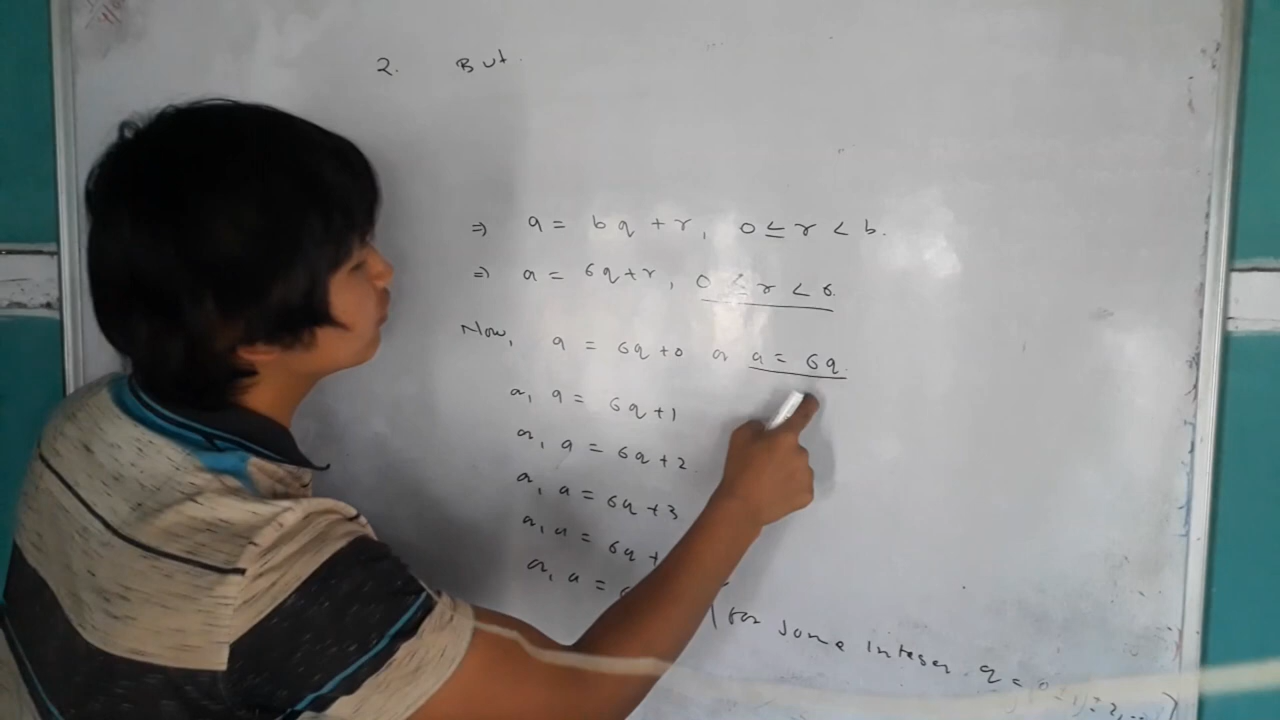 2. But.
⇒ a = bq + r, 0 ≤ r < b.
⇒ a = 6q + r, 0 ≤ r < 6.
Now, a = 6q + 0 or a = 6q.
or, a = 6q + 1
or, a = 6q + 2
or, a = 6q + 3
or, a = 6q +
or, a =
(for some integer q =